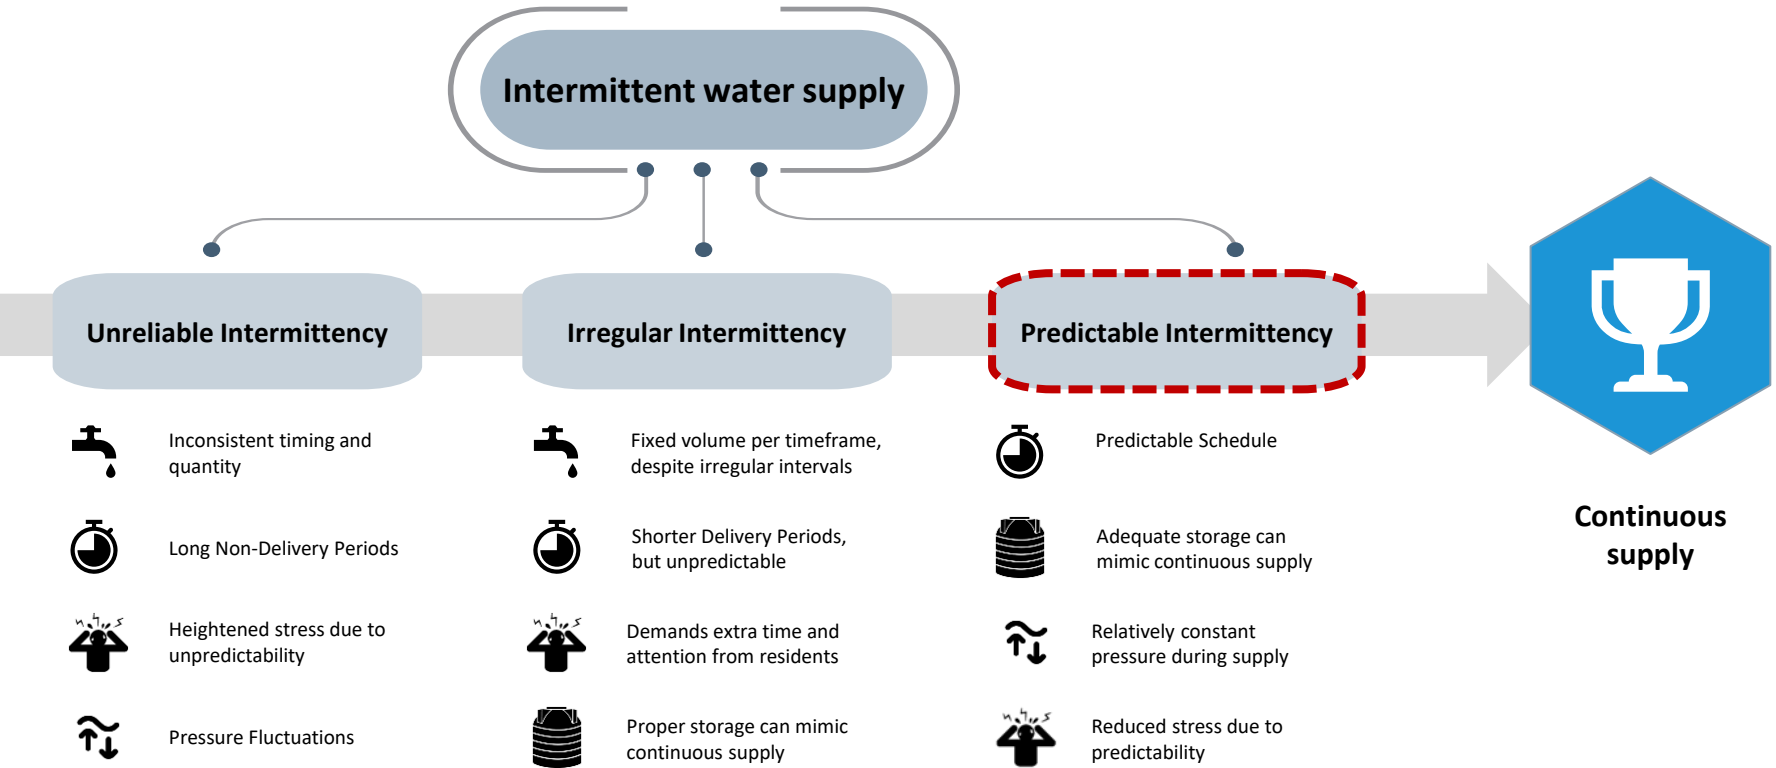 Intermittent water supply
Unreliable Intermittency
Inconsistent timing and
quantity
Long Non-Delivery Periods
Heightened stress due to
unpredictability
Pressure Fluctuations
Irregular Intermittency
Fixed volume per timeframe,
despite irregular intervals
Shorter Delivery Periods,
but unpredictable
Demands extra time and
attention from residents
Proper storage can mimic
continuous supply
Predictable Intermittency
Predictable Schedule
Adequate storage can
mimic continuous supply
Relatively constant
pressure during supply
Reduced stress due to
predictability
Continuous
supply